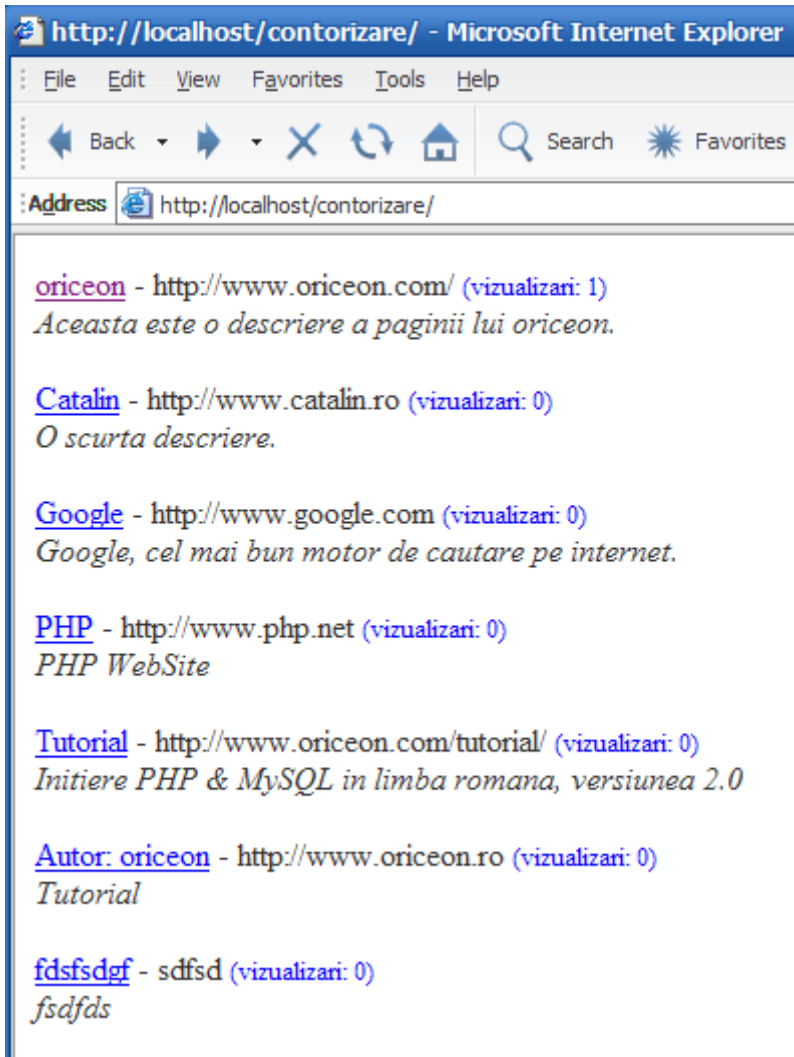 http://localhost/contorizare/ - Microsoft Internet Explorer
File Edit View Favorites Tools Help
Back Search Favorites
Address http://localhost/contorizare/
oriceon - http://www.oriceon.com/ (vizualizari: 1)
Aceasta este o descriere a paginii lui oriceon.
Catalin - http://www.catalin.ro (vizualizari: 0)
O scurta descriere.
Google - http://www.google.com (vizualizari: 0)
Google, cel mai bun motor de cautare pe internet.
PHP - http://www.php.net (vizualizari: 0)
PHP WebSite
Tutorial - http://www.oriceon.com/tutorial/ (vizualizari: 0)
Initiere PHP & MySQL in limba romana, versiunea 2.0
Autor: oriceon - http://www.oriceon.ro (vizualizari: 0)
Tutorial
fdsfsdgf - sdfsd (vizualizari: 0)
fsdfds